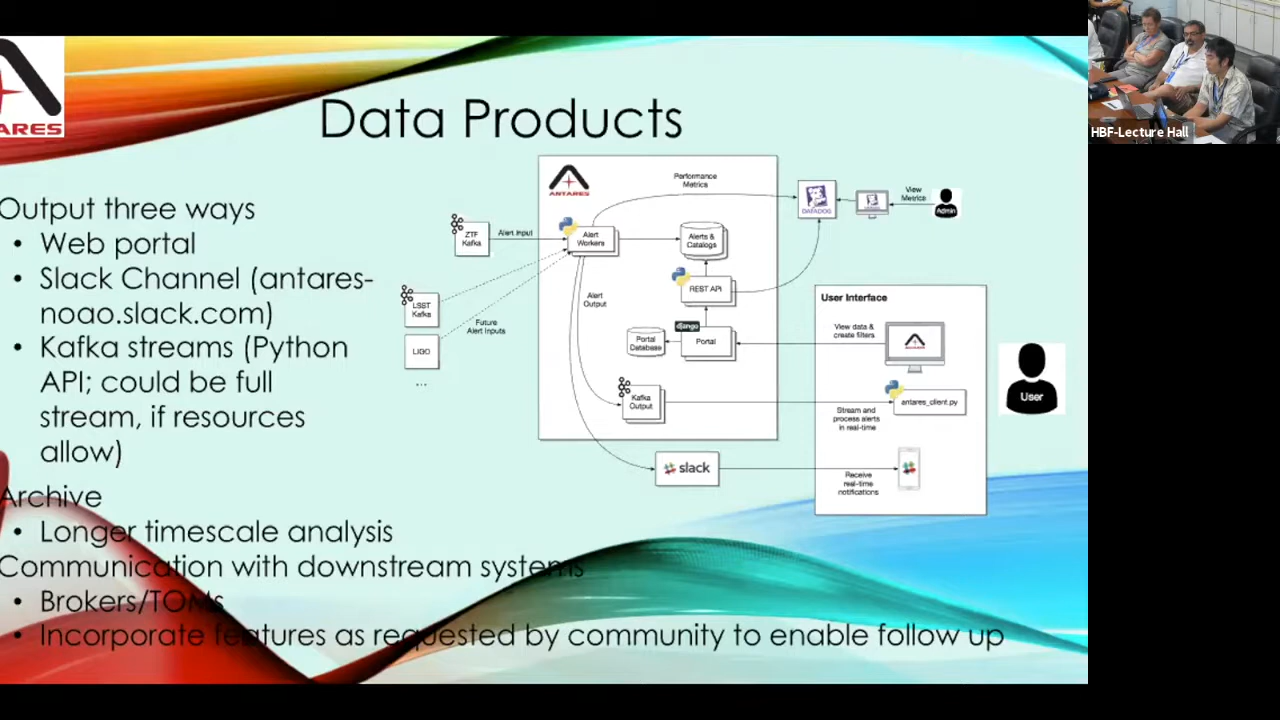 ARES
Data Products
Output three ways
• Web portal
• Slack Channel (antares-
noao.slack.com)
• Kafka streams (Python
API; could be full
stream, if resources
allow)
Archive
• Longer timescale analysis
Communication with downstream systems
• Brokers/TOMs
• Incorporate features as requested by community to enable follow up
ANTARES
Performance
Metrics
DATADOG
View
Metrics
Admin
ZTF
Kafka
Alert Input
Alert
Workers
Alerts &
Catalogs
REST API
LSST
Kafka
Future
Alert Inputs
LIGO
...
Alert
Output
django
Portal
Database
Portal
Kafka
Output
slack
User Interface
View data &
create filters
antares_client.py
Stream and
process alerts
in real-time
Receive
real-time
notifications
User
HBF-Lecture Hall